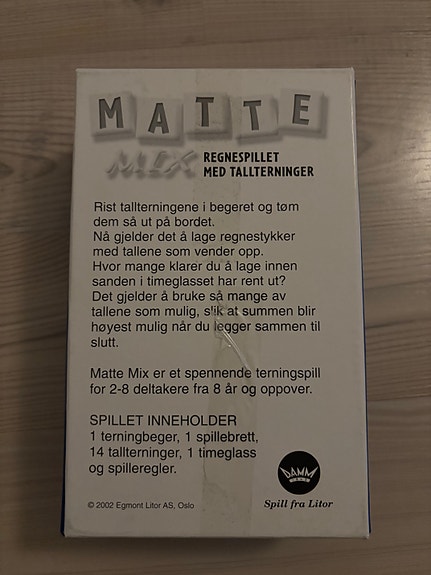 MATTE
MIX REGNESPILLET
MED TALLTERNINGER
Rist tallterningene i begeret og tøm
dem så ut på bordet.
Nå gjelder det å lage regnestykker
med tallene som vender opp.
Hvor mange klarer du å lage innen
sanden i timeglasset har rent ut?
Det gjelder å bruke så mange av
tallene som mulig, slik at summen blir
høyest mulig når du legger sammen til
slutt.
Matte Mix er et spennende terningspill
for 2-8 deltakere fra 8 år og oppover.
SPILLET INNEHOLDER
1 terningbeger, 1 spillebrett,
14 tallterninger, 1 timeglass
og spilleregler.
DAMM
© 2002 Egmont Litor AS, Oslo
Spill fra Litor